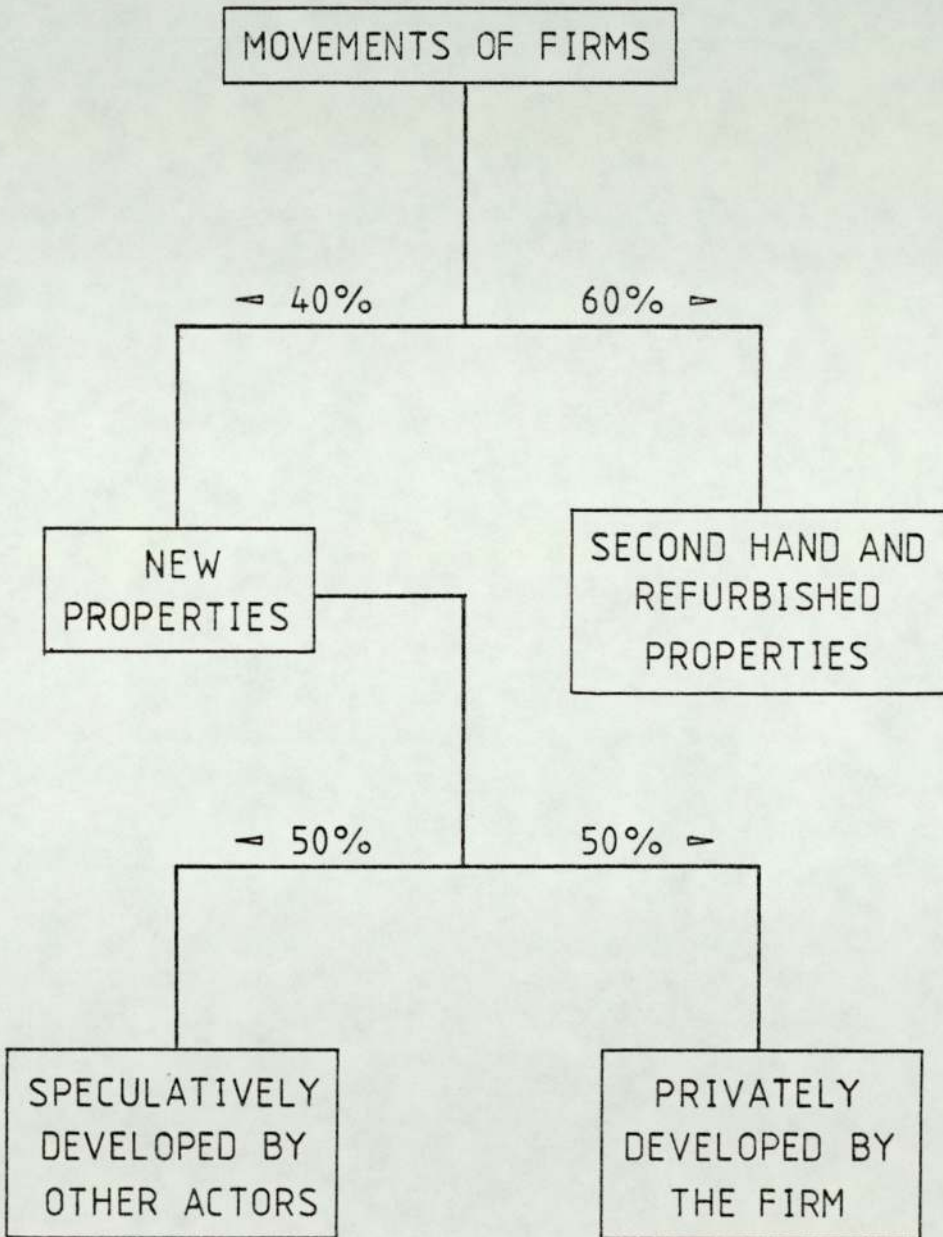 MOVEMENTS OF FIRMS
40% 60%
NEW
PROPERTIES
SECOND HAND AND
REFURBISHED
PROPERTIES
50% 50%
SPECULATIVELY
DEVELOPED BY
OTHER ACTORS
PRIVATELY
DEVELOPED BY
THE FIRM